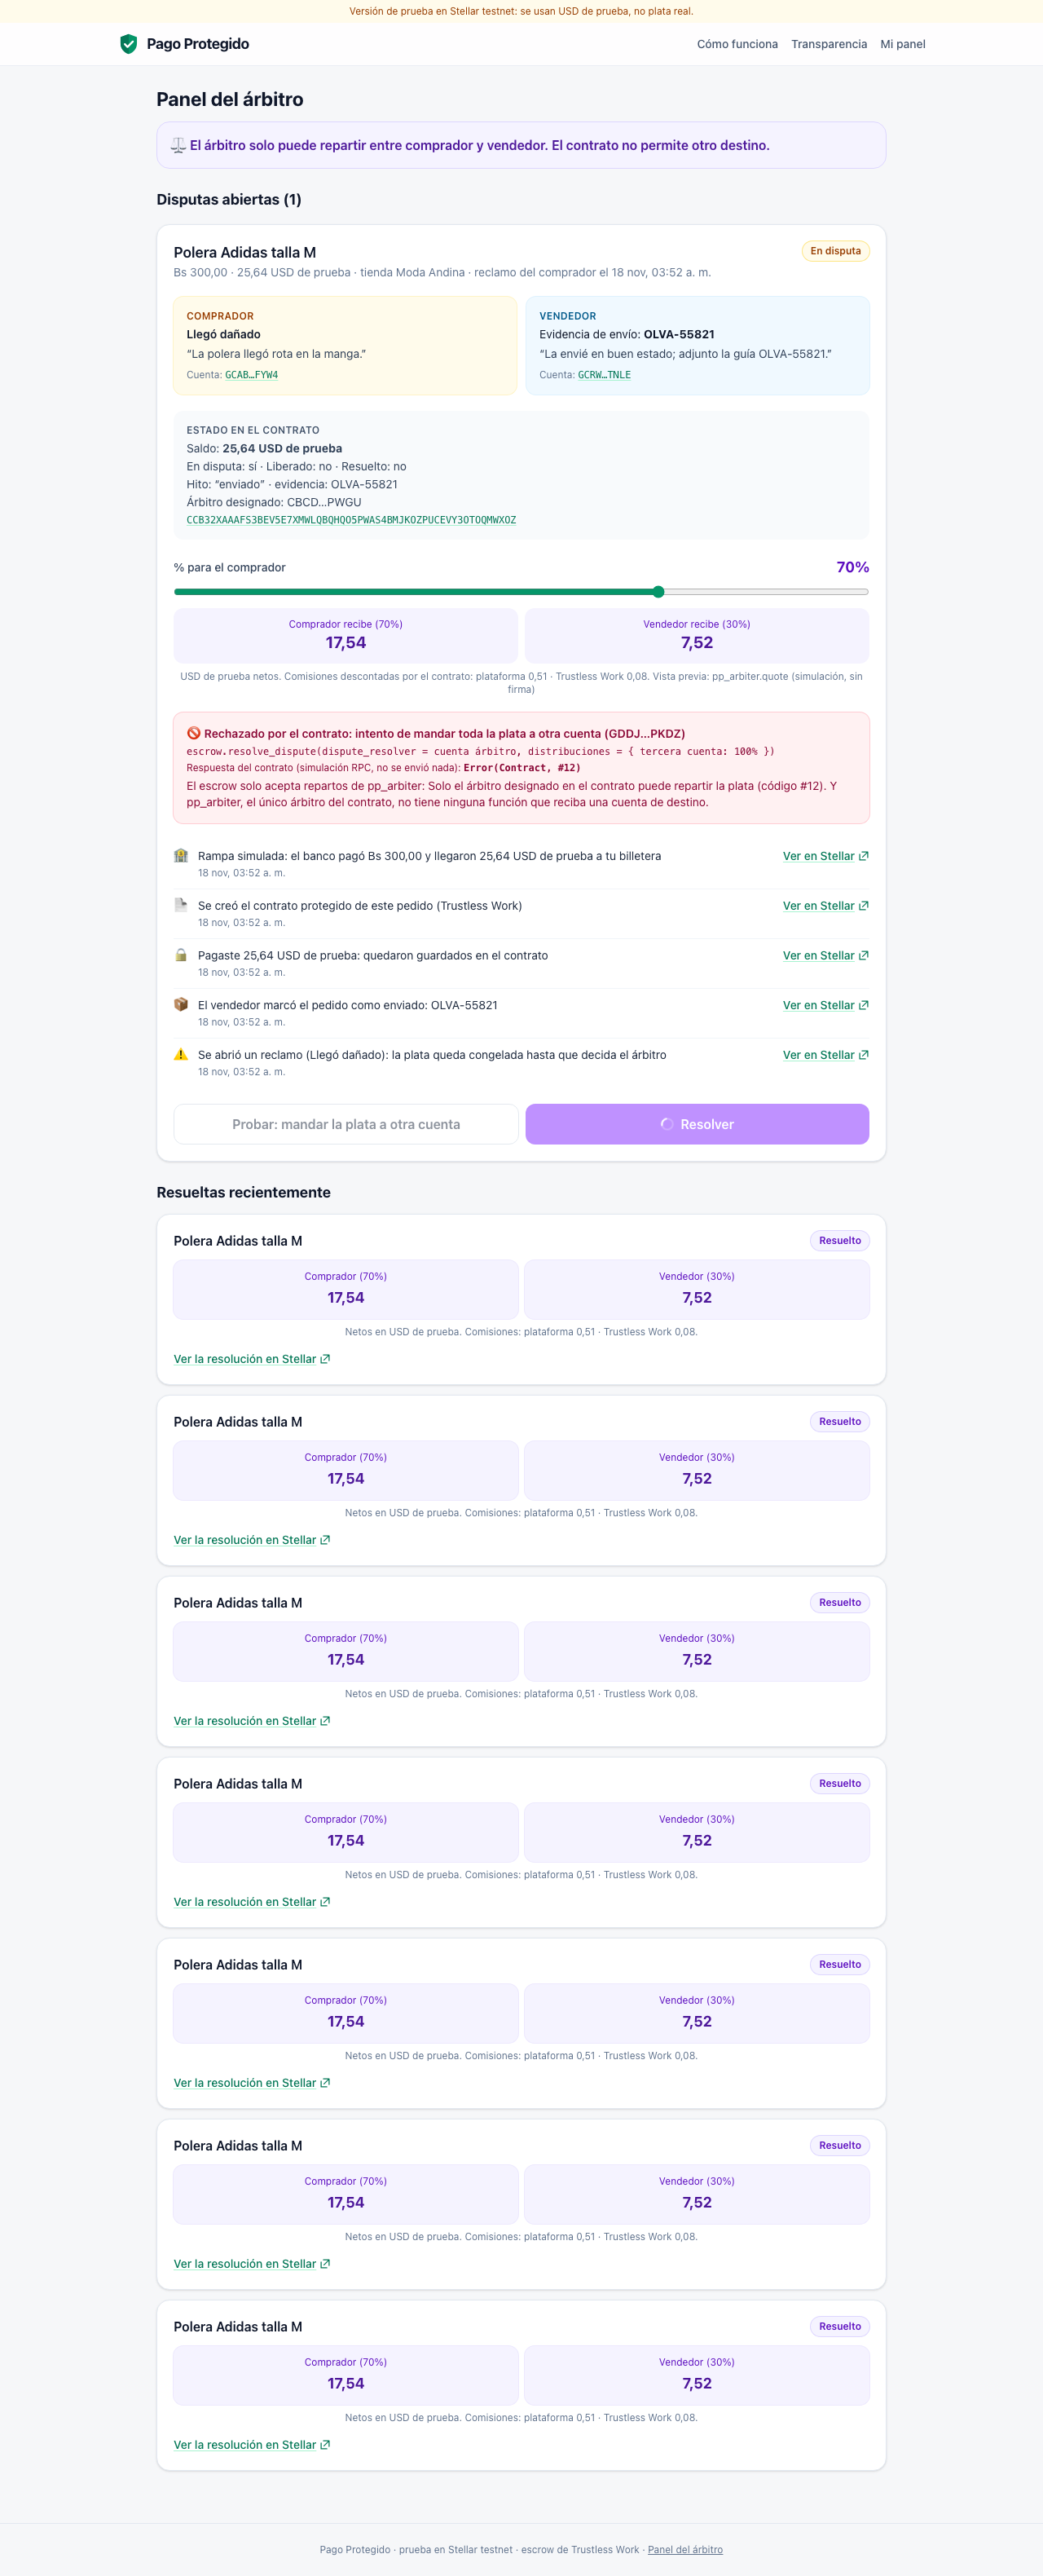 Versión de prueba en Stellar testnet: se usan USD de prueba, no plata real.
Pago Protegido
Cómo funciona Transparencia Mi panel
Panel del árbitro
El árbitro solo puede repartir entre comprador y vendedor. El contrato no permite otro destino.
Disputas abiertas (1)
Polera Adidas talla M
En disputa
Bs 300,00 · 25,64 USD de prueba · tienda Moda Andina · reclamo del comprador el 18 nov, 03:52 a. m.
COMPRADOR
Llegó dañado
“La polera llegó rota en la manga.”
Cuenta: GCAB…FYW4
VENDEDOR
Evidencia de envío: OLVA-55821
“La envié en buen estado; adjunto la guía OLVA-55821.”
Cuenta: GCRW…TNLE
ESTADO EN EL CONTRATO
Saldo: 25,64 USD de prueba
En disputa: sí · Liberado: no · Resuelto: no
Hito: “enviado” · evidencia: OLVA-55821
Árbitro designado: CBCD…PWGU
CCB32XAAAFS3BEV5E7XMWLQBQHQO5PWAS4BMJKOZPUCEVY3OTOQMWXOZ
% para el comprador
70%
Comprador recibe (70%)
17,54
Vendedor recibe (30%)
7,52
USD de prueba netos. Comisiones descontadas por el contrato: plataforma 0,51 · Trustless Work 0,08. Vista previa: pp_arbiter.quote (simulación, sin
firma)
Rechazado por el contrato: intento de mandar toda la plata a otra cuenta (GDDJ…PKDZ)
escrow.resolve_dispute(dispute_resolver = cuenta árbitro, distribuciones = { tercera cuenta: 100% })
Respuesta del contrato (simulación RPC, no se envió nada): Error(Contract, #12)
El escrow solo acepta repartos de pp_arbiter: Solo el árbitro designado en el contrato puede repartir la plata (código #12). Y
pp_arbiter, el único árbitro del contrato, no tiene ninguna función que reciba una cuenta de destino.
Rampa simulada: el banco pagó Bs 300,00 y llegaron 25,64 USD de prueba a tu billetera
Ver en Stellar
18 nov, 03:52 a. m.
Se creó el contrato protegido de este pedido (Trustless Work)
Ver en Stellar
18 nov, 03:52 a. m.
Pagaste 25,64 USD de prueba: quedaron guardados en el contrato
Ver en Stellar
18 nov, 03:52 a. m.
El vendedor marcó el pedido como enviado: OLVA-55821
Ver en Stellar
18 nov, 03:52 a. m.
Se abrió un reclamo (Llegó dañado): la plata queda congelada hasta que decida el árbitro
Ver en Stellar
18 nov, 03:52 a. m.
Probar: mandar la plata a otra cuenta
Resolver
Resueltas recientemente
Polera Adidas talla M
Resuelto
Comprador (70%)
17,54
Vendedor (30%)
7,52
Netos en USD de prueba. Comisiones: plataforma 0,51 · Trustless Work 0,08.
Ver la resolución en Stellar
Polera Adidas talla M
Resuelto
Comprador (70%)
17,54
Vendedor (30%)
7,52
Netos en USD de prueba. Comisiones: plataforma 0,51 · Trustless Work 0,08.
Ver la resolución en Stellar
Polera Adidas talla M
Resuelto
Comprador (70%)
17,54
Vendedor (30%)
7,52
Netos en USD de prueba. Comisiones: plataforma 0,51 · Trustless Work 0,08.
Ver la resolución en Stellar
Polera Adidas talla M
Resuelto
Comprador (70%)
17,54
Vendedor (30%)
7,52
Netos en USD de prueba. Comisiones: plataforma 0,51 · Trustless Work 0,08.
Ver la resolución en Stellar
Polera Adidas talla M
Resuelto
Comprador (70%)
17,54
Vendedor (30%)
7,52
Netos en USD de prueba. Comisiones: plataforma 0,51 · Trustless Work 0,08.
Ver la resolución en Stellar
Polera Adidas talla M
Resuelto
Comprador (70%)
17,54
Vendedor (30%)
7,52
Netos en USD de prueba. Comisiones: plataforma 0,51 · Trustless Work 0,08.
Ver la resolución en Stellar
Polera Adidas talla M
Resuelto
Comprador (70%)
17,54
Vendedor (30%)
7,52
Netos en USD de prueba. Comisiones: plataforma 0,51 · Trustless Work 0,08.
Ver la resolución en Stellar
Pago Protegido · prueba en Stellar testnet · escrow de Trustless Work · Panel del árbitro